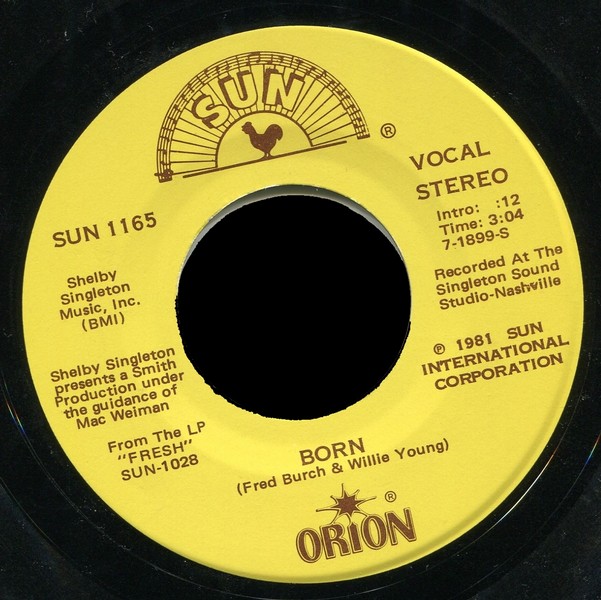 SUN
®
SUN 1165
Shelby
Singleton
Music, Inc.
(BMI)
Shelby Singleton
presents a Smith
Production under
the guidance of
Mac Weiman
From The LP
"FRESH"
SUN-1028
VOCAL
STEREO
Intro: :12
Time: 3:04
7-1899-S
Recorded At The
Singleton Sound
Studio-Nashville
℗ 1981 SUN
INTERNATIONAL
CORPORATION
BORN
(Fred Burch & Willie Young)
®
ORION